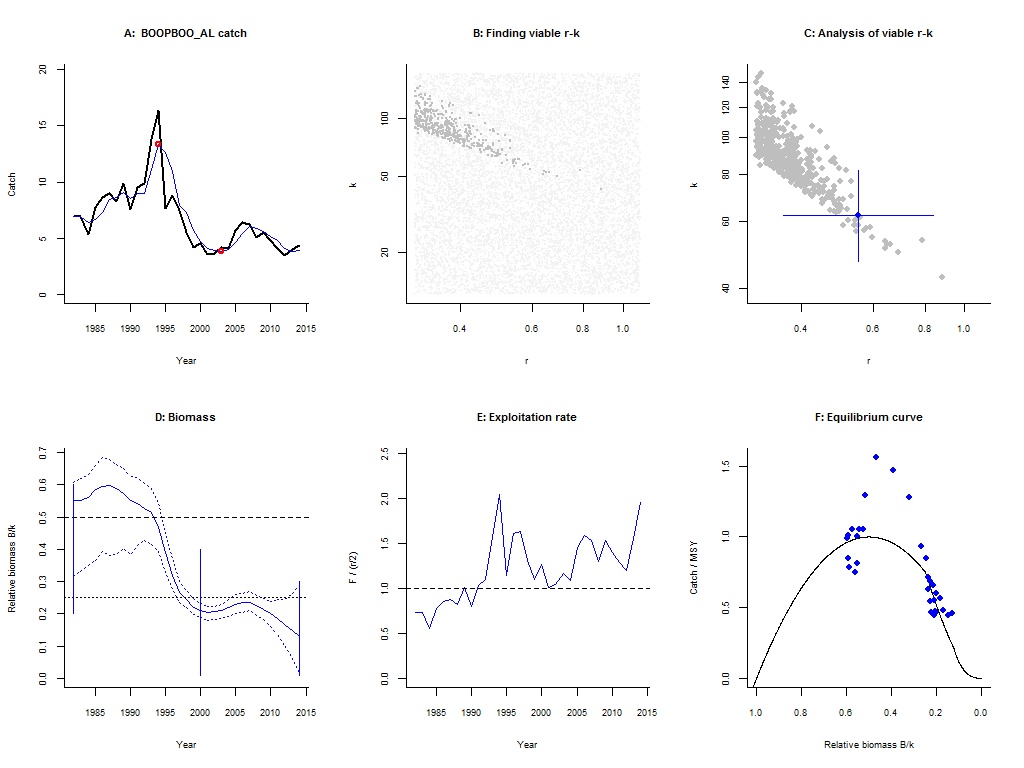 A: BOOPBOO_AL catch
B: Finding viable r-k
C: Analysis of viable r-k
Catch
0
5
10
15
20
1985 1990 1995 2000 2005 2010 2015
Year
k
20
50
100
0.4 0.6 0.8 1.0
r
k
40
60
80
100
120
140
0.4 0.6 0.8 1.0
r
D: Biomass
E: Exploitation rate
F: Equilibrium curve
Relative biomass B/k
0.0
0.1
0.2
0.3
0.4
0.5
0.6
0.7
1985 1990 1995 2000 2005 2010 2015
Year
F / (r/2)
0.0
0.5
1.0
1.5
2.0
2.5
1985 1990 1995 2000 2005 2010 2015
Year
Catch / MSY
0.0
0.5
1.0
1.5
1.0 0.8 0.6 0.4 0.2 0.0
Relative biomass B/k